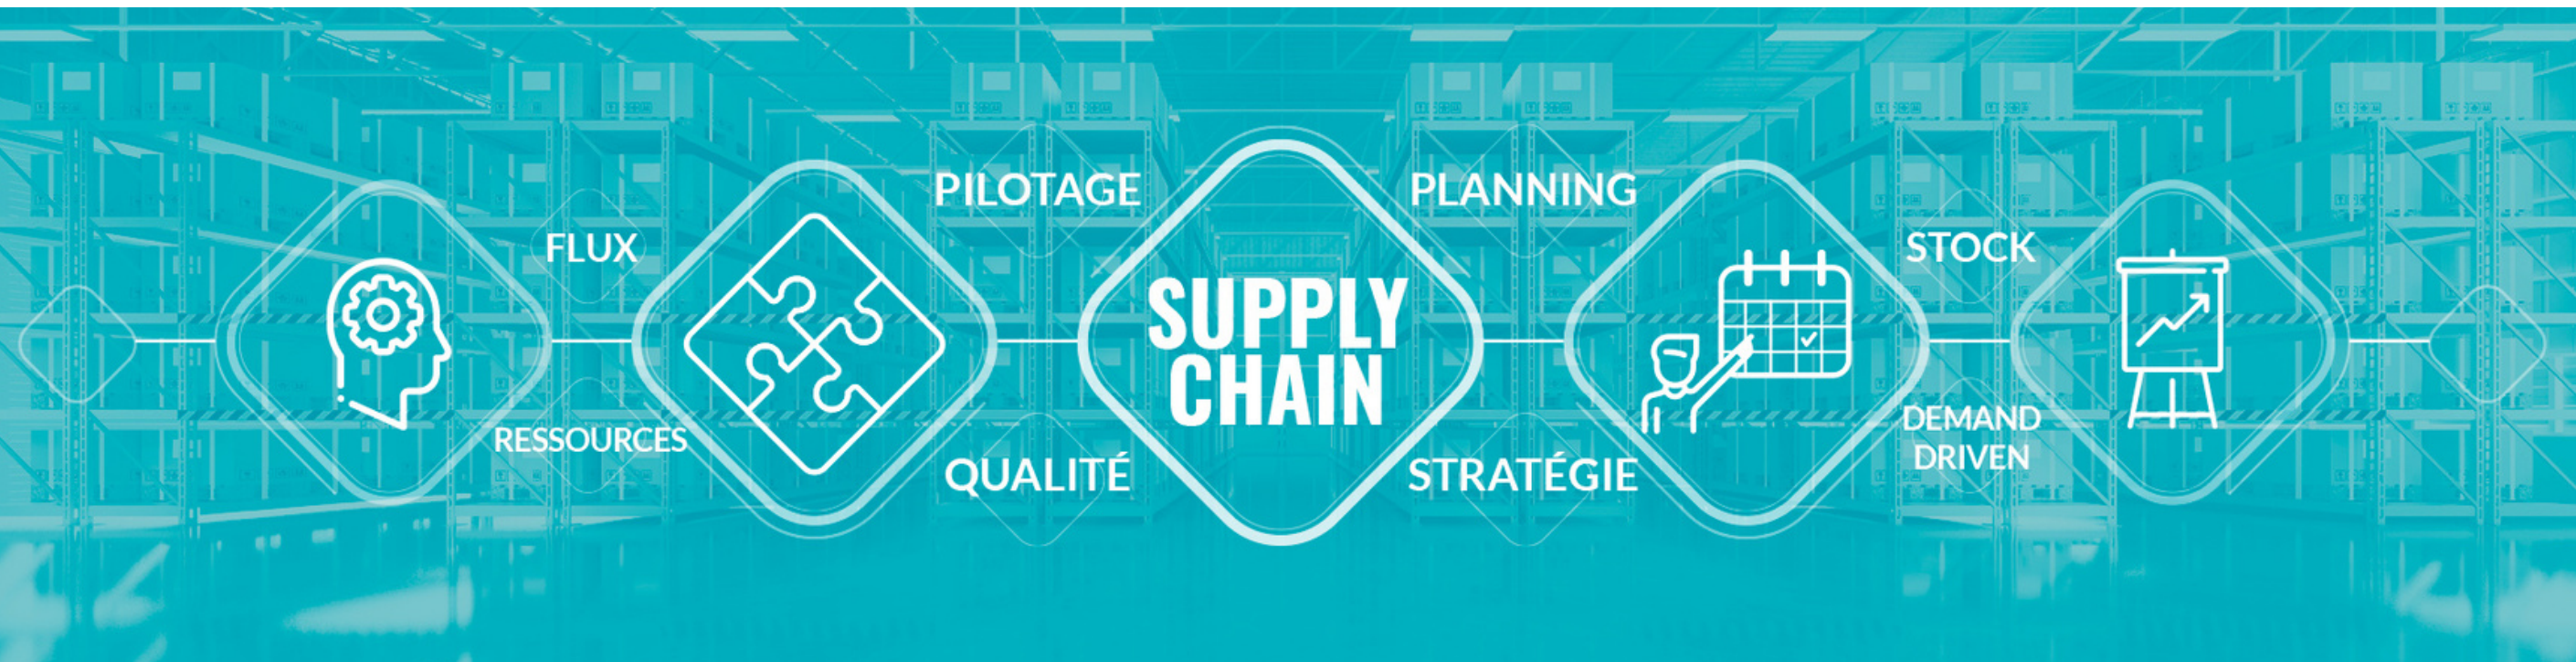 FLUX
RESSOURCES
PILOTAGE
QUALITÉ
SUPPLY
CHAIN
PLANNING
STRATÉGIE
STOCK
DEMAND
DRIVEN